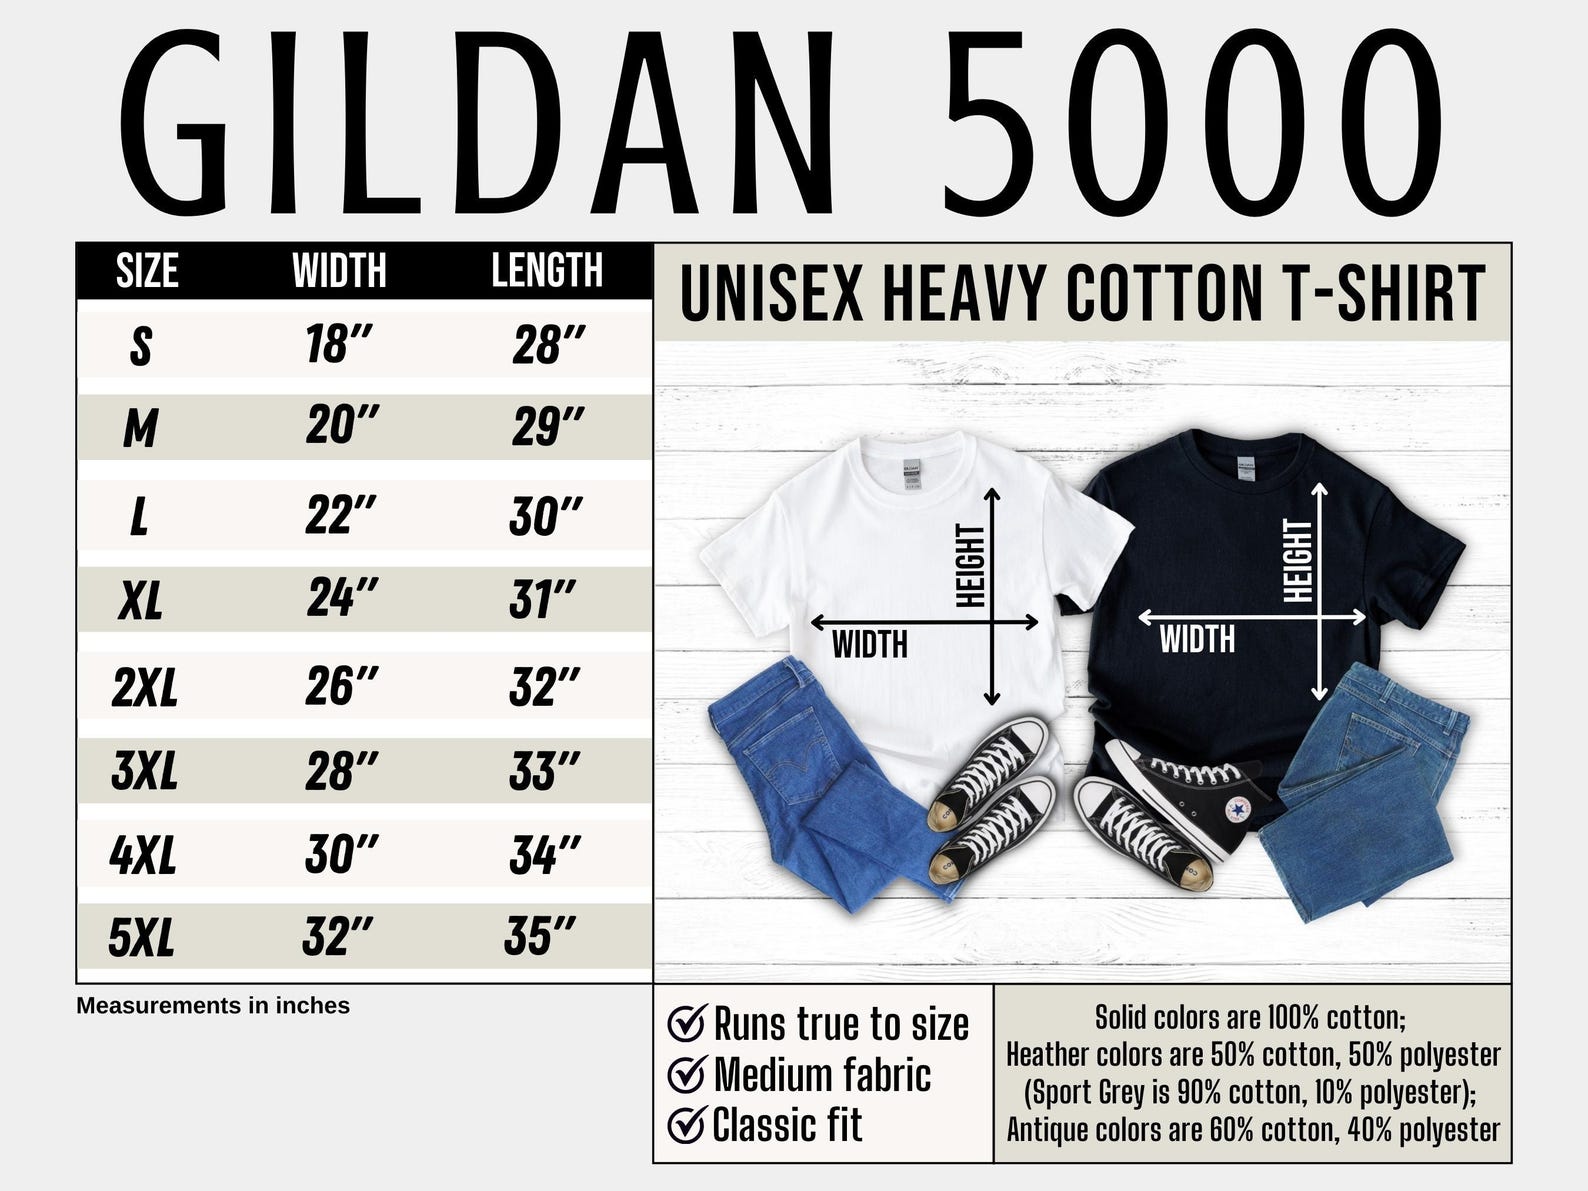 GILDAN 5000
SIZE WIDTH LENGTH
S 18" 28"
M 20" 29"
L 22" 30"
XL 24" 31"
2XL 26" 32"
3XL 28" 33"
4XL 30" 34"
5XL 32" 35"
Measurements in inches
UNISEX HEAVY COTTON T-SHIRT
GILDAN
HEIGHT
WIDTH
GILDAN
HEIGHT
WIDTH
Runs true to size
Medium fabric
Classic fit
Solid colors are 100% cotton;
Heather colors are 50% cotton, 50% polyester
(Sport Grey is 90% cotton, 10% polyester);
Antique colors are 60% cotton, 40% polyester